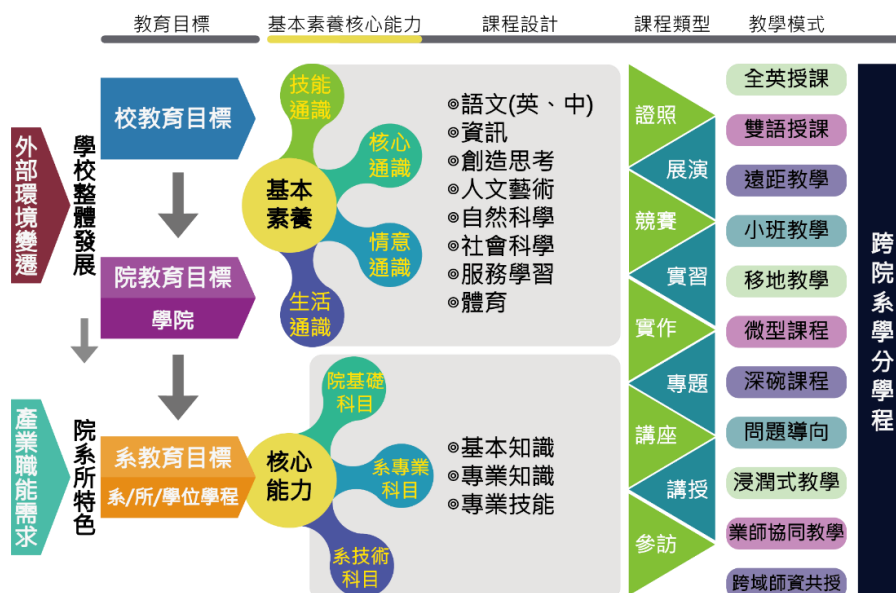 教育目標
基本素養核心能力
課程設計
課程類型
教學模式
外部環境變遷
學校整體發展
產業職能需求
院系所特色
校教育目標
院教育目標
學院
系教育目標
系/所/學位學程
基本
素養
技能
通識
核心
通識
情意
通識
生活
通識
◎語文(英、中)
◎資訊
◎創造思考
◎人文藝術
◎自然科學
◎社會科學
◎服務學習
◎體育
核心
能力
院基礎
科目
系專業
科目
系技術
科目
◎基本知識
◎專業知識
◎專業技能
證照
展演
競賽
實習
實作
專題
講座
講授
參訪
全英授課
雙語授課
遠距教學
小班教學
移地教學
微型課程
深碗課程
問題導向
浸潤式教學
業師協同教學
跨域師資共授
跨院系學分學程